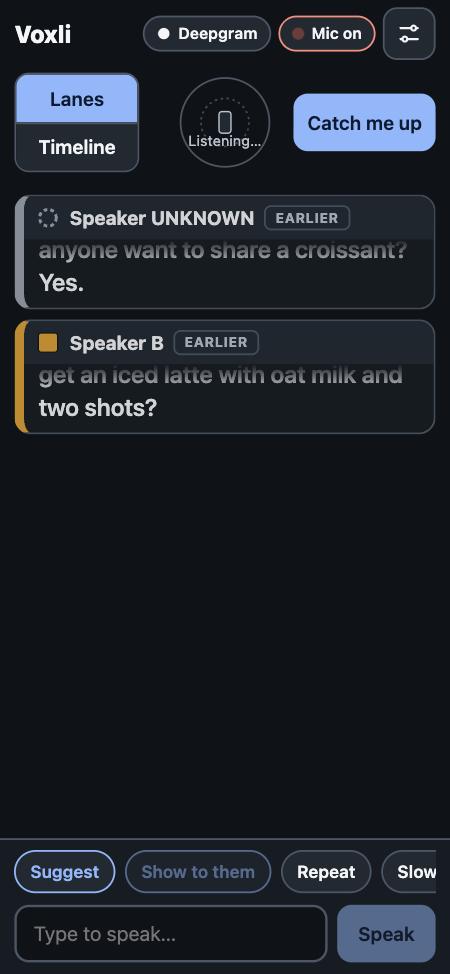 Voxli
Deepgram
Mic on
Lanes
Timeline
Listening...
Catch me up
Speaker UNKNOWN EARLIER
anyone want to share a croissant?
Yes.
Speaker B EARLIER
get an iced latte with oat milk and
two shots?
Suggest
Show to them
Repeat
Slow
Type to speak...
Speak